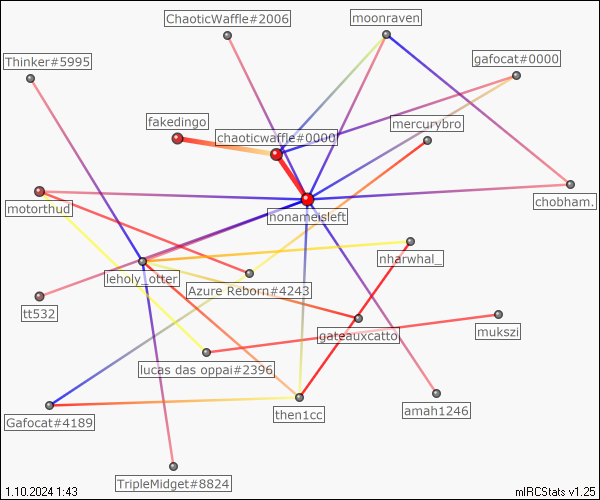 ChaoticWaffle#2006
moonraven
Thinker#5995
gafocat#0000
fakedingo
mercurybro
chaoticwaffle#0000
chobham.
motorthud
nonameisleft
nharwhal_
leholy_otter
Azure Reborn#4243
tt532
gateauxcatto
mukszi
lucas das oppai#2396
then1cc
amah1246
Gafocat#4189
TripleMidget#8824
1.10.2024 1:43
mIRCStats v1.25